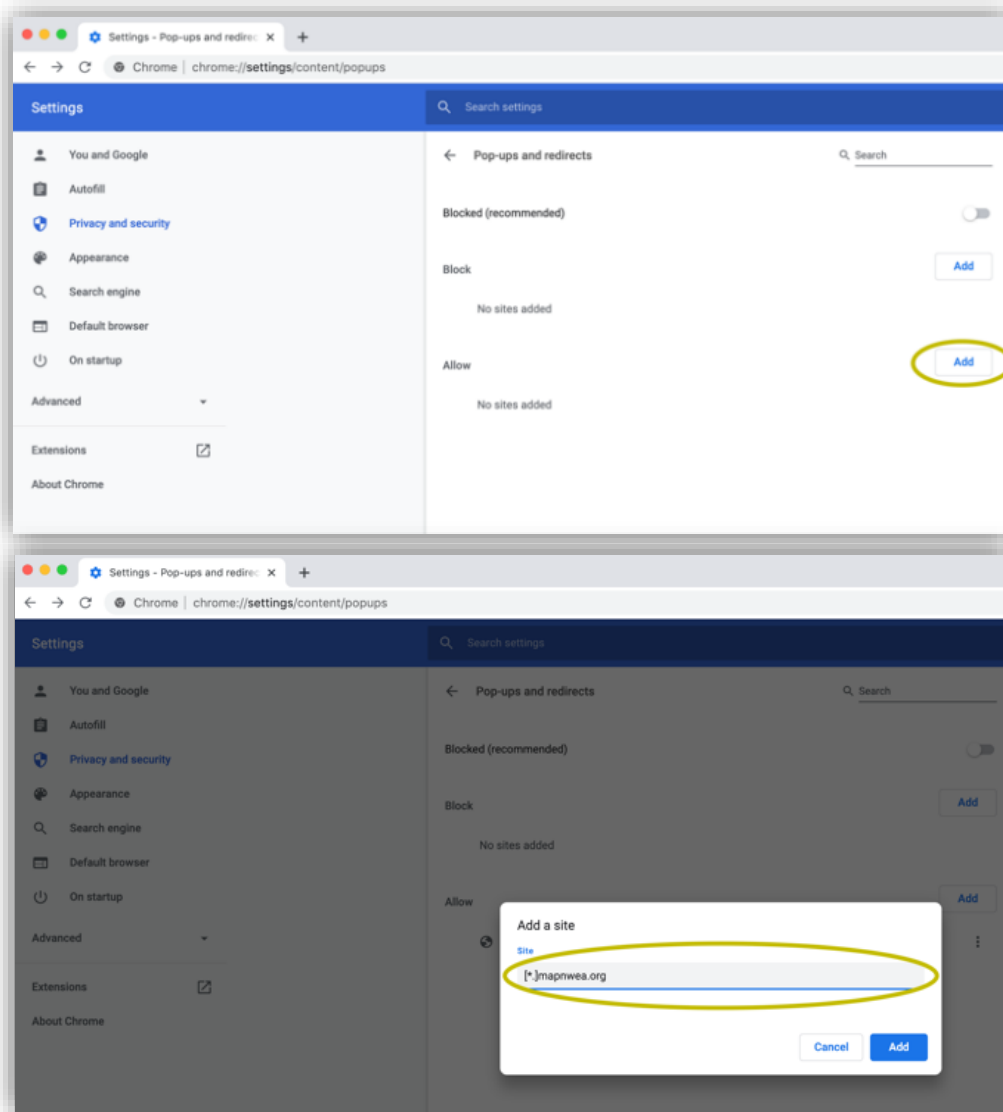 Settings - Pop-ups and redirec
Chrome | chrome://settings/content/popups
Settings
Search settings
You and Google
Autofill
Privacy and security
Appearance
Search engine
Default browser
On startup
Advanced
Extensions
About Chrome
Pop-ups and redirects
Search
Blocked (recommended)
Block
Add
No sites added
Allow
Add
No sites added
Settings - Pop-ups and redirec
Chrome | chrome://settings/content/popups
Settings
Search settings
You and Google
Autofill
Privacy and security
Appearance
Search engine
Default browser
On startup
Advanced
Extensions
About Chrome
Pop-ups and redirects
Search
Blocked (recommended)
Block
Add
No sites added
Allow
Add
Add a site
Site
[*.]mapnwea.org
Cancel
Add